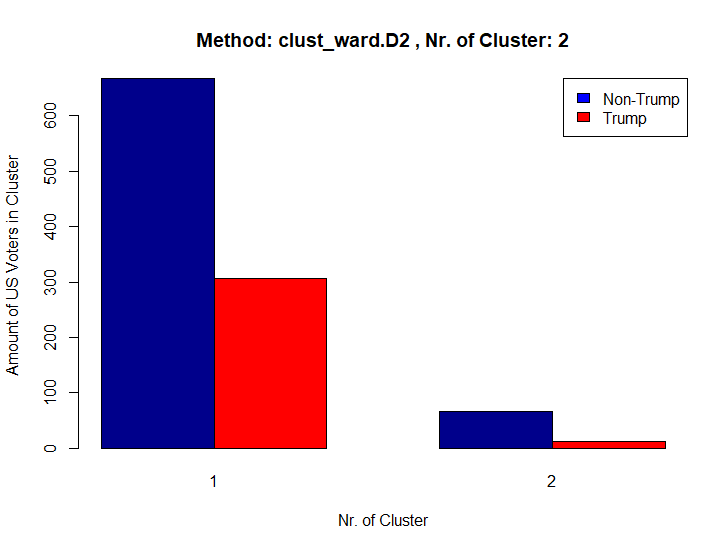 Method: clust_ward.D2 , Nr. of Cluster: 2
Non-Trump
Trump
Amount of US Voters in Cluster
600
500
400
300
200
100
0
1
2
Nr. of Cluster